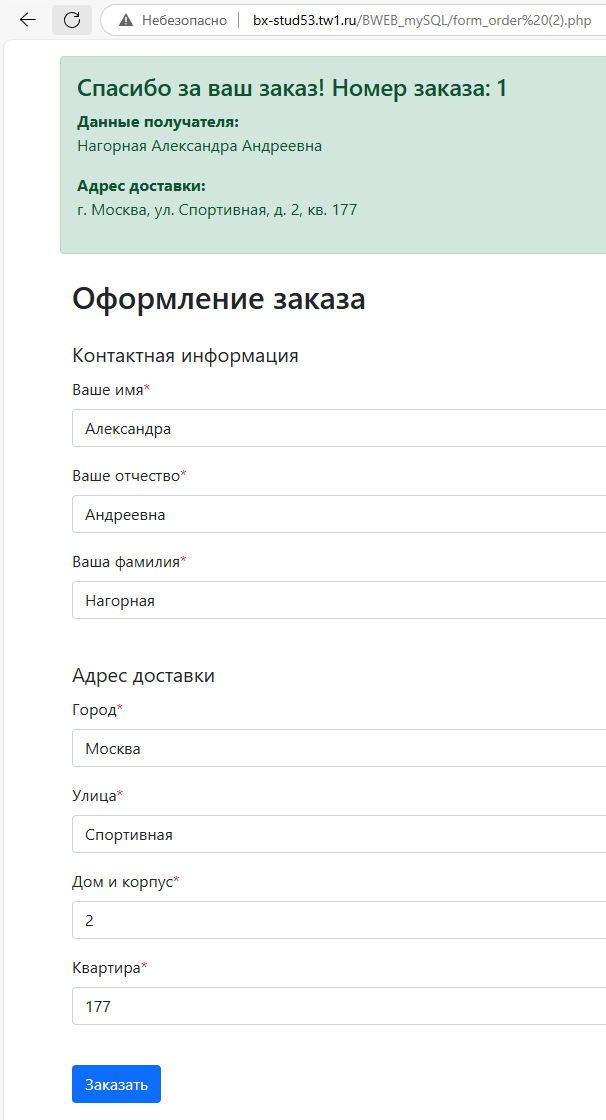 Небезопасно bx-stud53.tw1.ru/BWEB_mySQL/form_order%20(2).php
Спасибо за ваш заказ! Номер заказа: 1
Данные получателя:
Нагорная Александра Андреевна
Адрес доставки:
г. Москва, ул. Спортивная, д. 2, кв. 177
Оформление заказа
Контактная информация
Ваше имя*
Александра
Ваше отчество*
Андреевна
Ваша фамилия*
Нагорная
Адрес доставки
Город*
Москва
Улица*
Спортивная
Дом и корпус*
2
Квартира*
177
Заказать